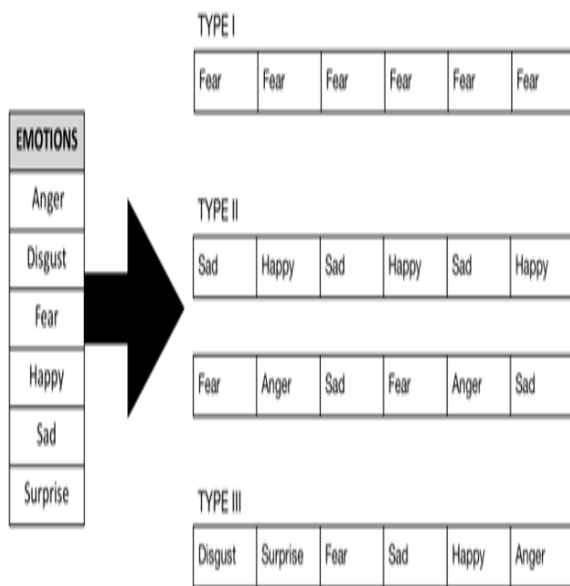 EMOTIONS
Anger
Disgust
Fear
Happy
Sad
Surprise
TYPE I
Fear Fear Fear Fear Fear Fear
TYPE II
Sad Happy Sad Happy Sad Happy
Fear Anger Sad Fear Anger Sad
TYPE III
Disgust Surprise Fear Sad Happy Anger